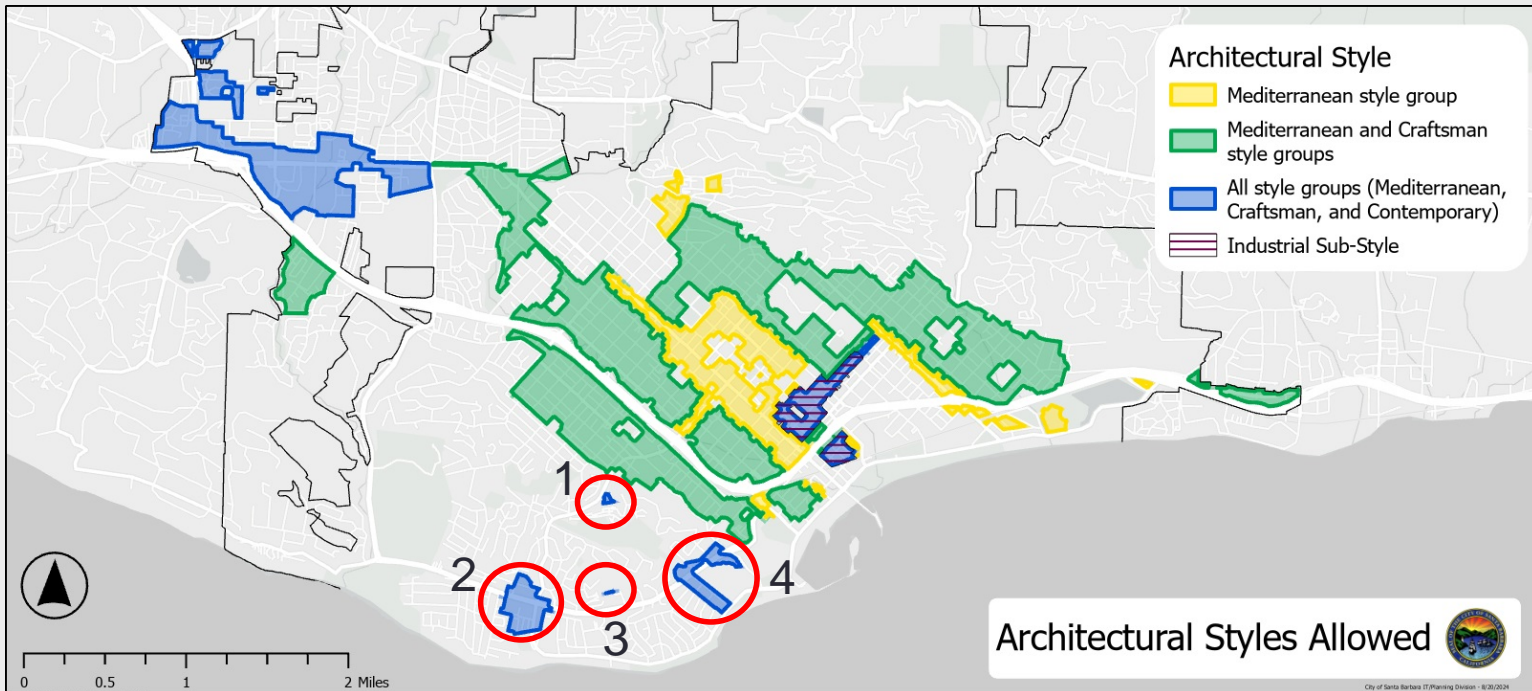 Architectural Style
Mediterranean style group
Mediterranean and Craftsman
style groups
All style groups (Mediterranean,
Craftsman, and Contemporary)
Industrial Sub-Style
1
2
3
4
0 0.5 1 2 Miles
Architectural Styles Allowed
City of Santa Barbara IT/Planning Division - 8/20/2024